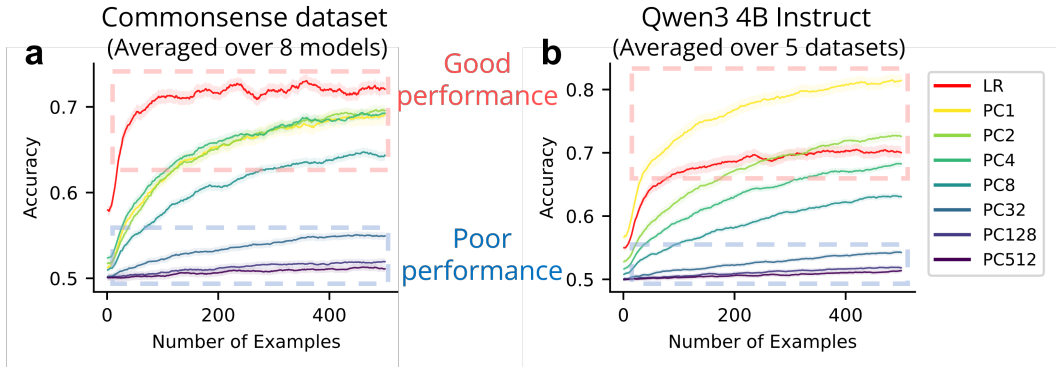 Commonsense dataset
(Averaged over 8 models)
a
Accuracy
0.7
0.6
0.5
0
200
400
Number of Examples
Good
performance
Poor
performance
Qwen3 4B Instruct
(Averaged over 5 datasets)
b
Accuracy
0.8
0.7
0.6
0.5
0
200
400
Number of Examples
LR
PC1
PC2
PC4
PC8
PC32
PC128
PC512